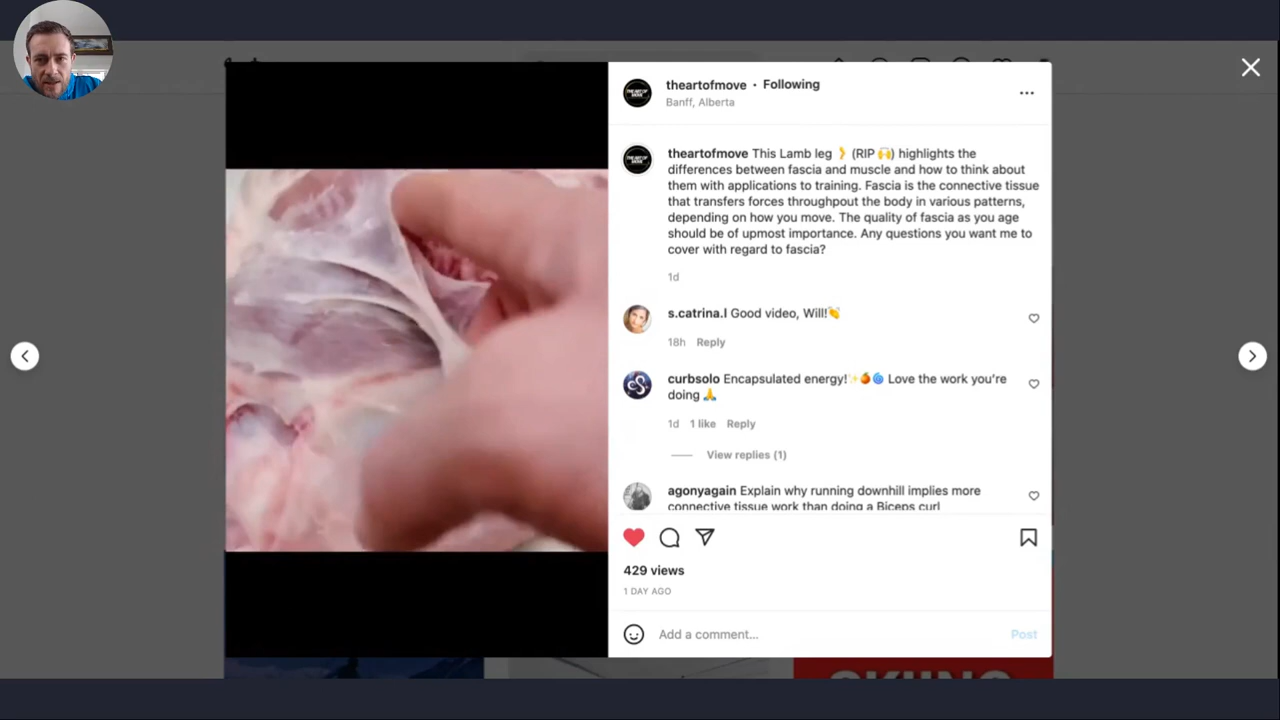 theartofmove • Following
Banff, Alberta
theartofmove This Lamb leg 🦵 (RIP 🙌) highlights the
differences between fascia and muscle and how to think about
them with applications to training. Fascia is the connective tissue
that transfers forces throughpout the body in various patterns,
depending on how you move. The quality of fascia as you age
should be of upmost importance. Any questions you want me to
cover with regard to fascia?
1d
s.catrina.l Good video, Will!👏
18h Reply
curbsolo Encapsulated energy!✨🍎🌀 Love the work you're
doing 🙏
1d 1 like Reply
View replies (1)
agonyagain Explain why running downhill implies more
connective tissue work than doing a Biceps curl
429 views
1 DAY AGO
Add a comment...
Post